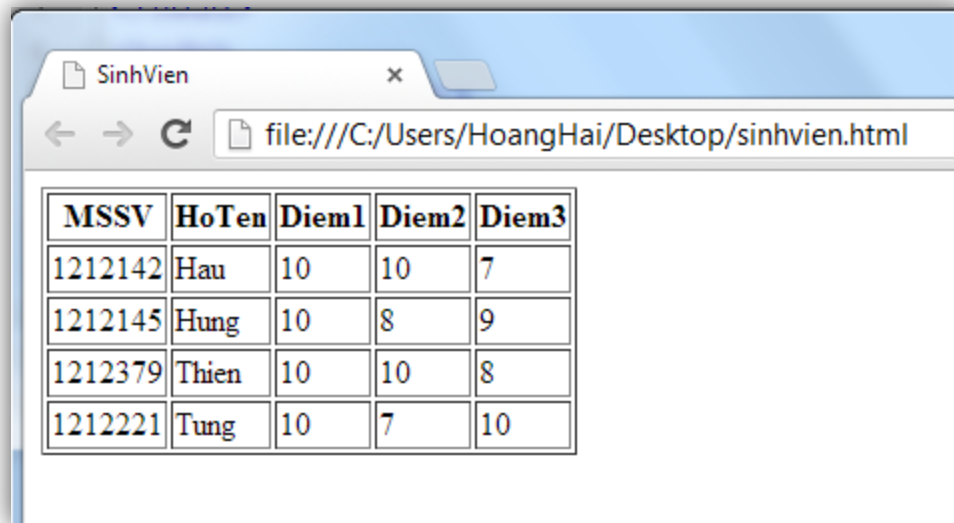 SinhVien
file:///C:/Users/HoangHai/Desktop/sinhvien.html
MSSV HoTen Diem1 Diem2 Diem3
1212142 Hau 10 10 7
1212145 Hung 10 8 9
1212379 Thien 10 10 8
1212221 Tung 10 7 10